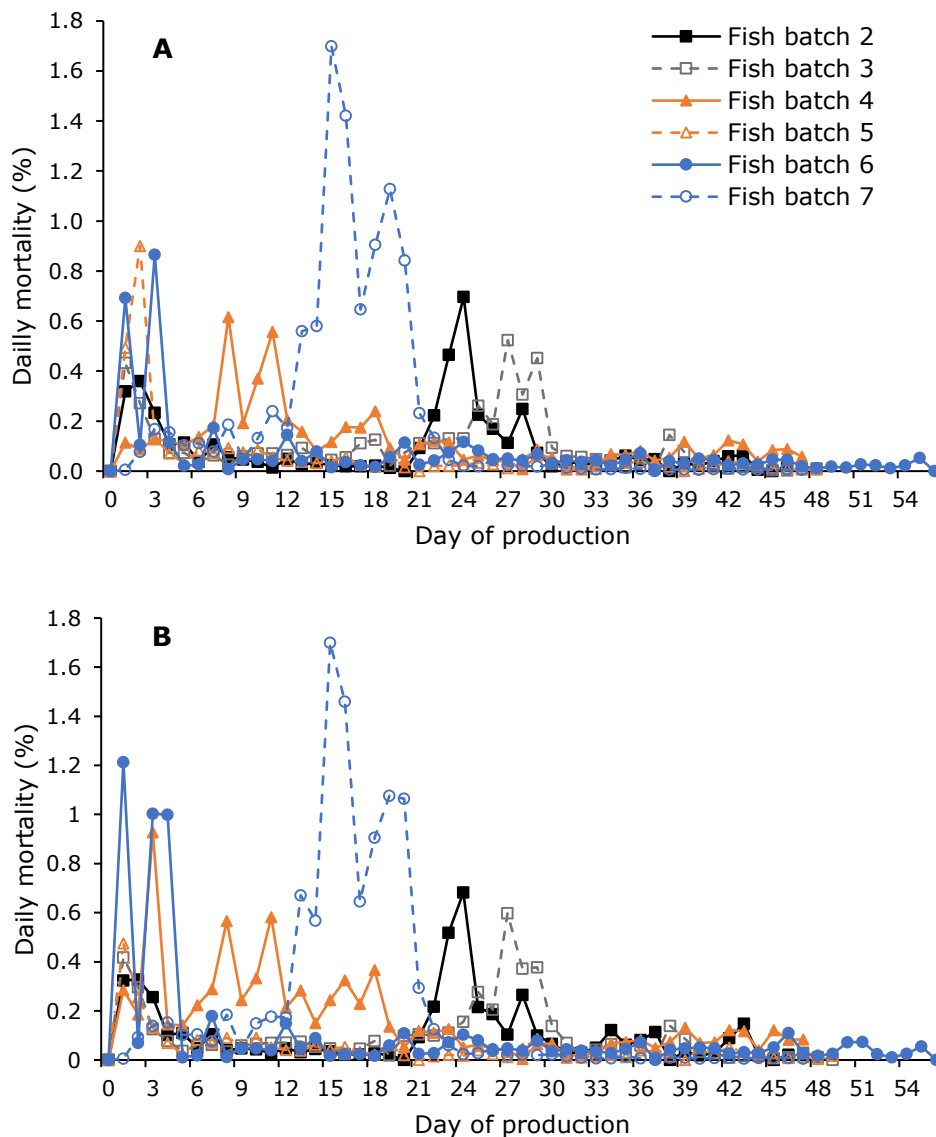 A
Fish batch 2
Fish batch 3
Fish batch 4
Fish batch 5
Fish batch 6
Fish batch 7
Dailly mortality (%)
1.8
1.6
1.4
1.2
1.0
0.8
0.6
0.4
0.2
0.0
0 3 6 9 12 15 18 21 24 27 30 33 36 39 42 45 48 51 54
Day of production
B
Daily mortality (%)
1.8
1.6
1.4
1.2
1
0.8
0.6
0.4
0.2
0
0 3 6 9 12 15 18 21 24 27 30 33 36 39 42 45 48 51 54
Day of production